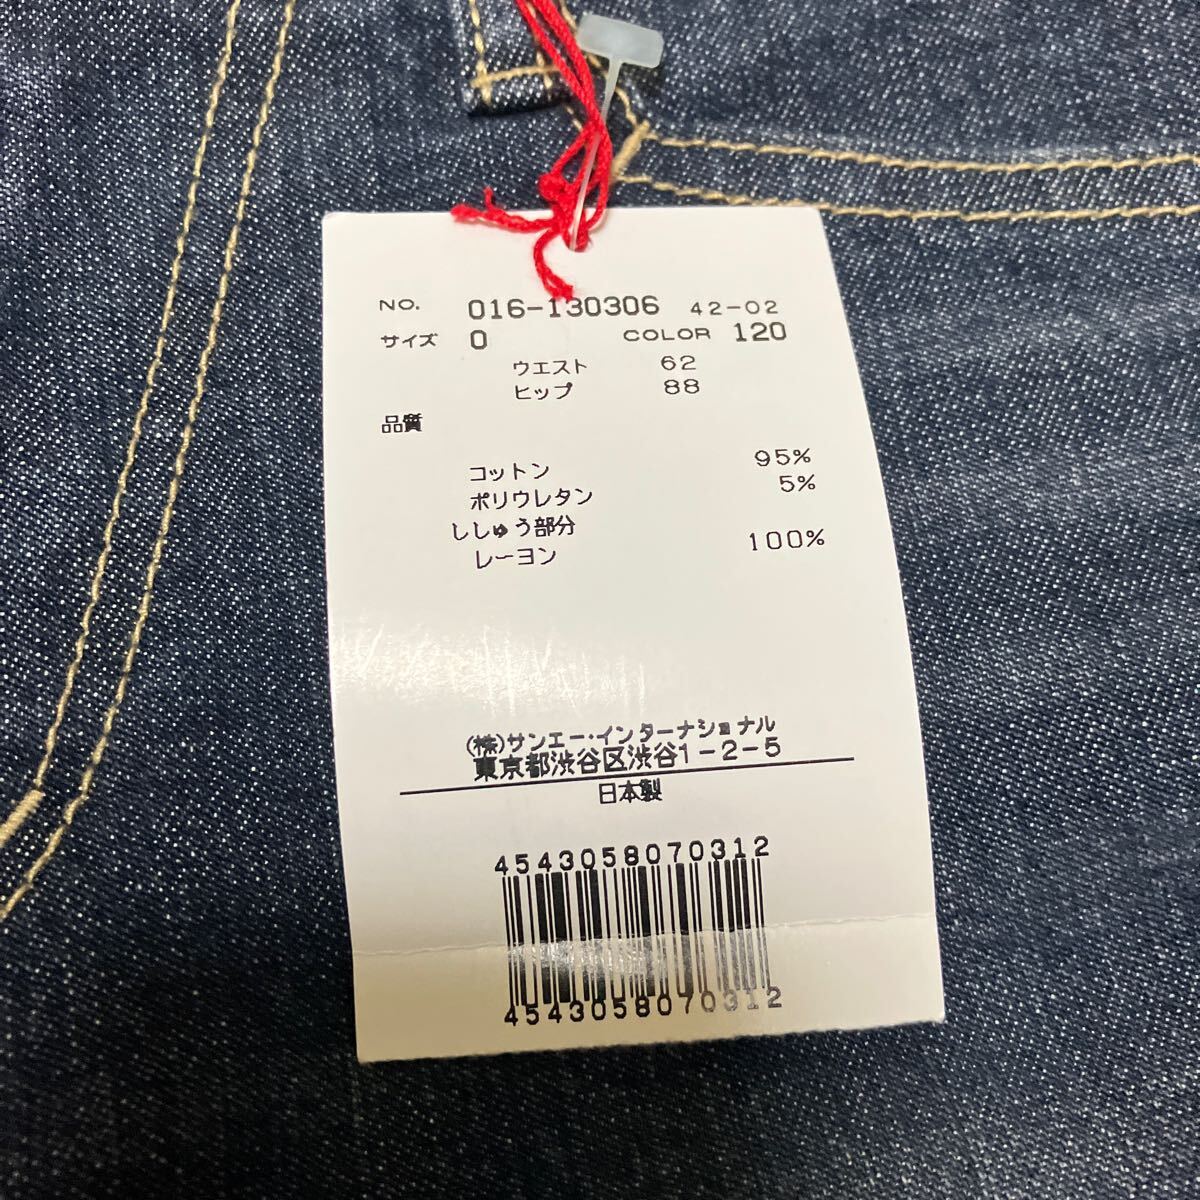 NO. 016-130306 42-02
サイズ 0 COLOR 120
ウエスト 62
ヒップ 88
品質
コットン 95%
ポリウレタン 5%
ししゅう部分
レーヨン 100%
(株)サンエー・インターナショナル
東京都渋谷区渋谷1-2-5
日本製
4543058070312
4543058070312